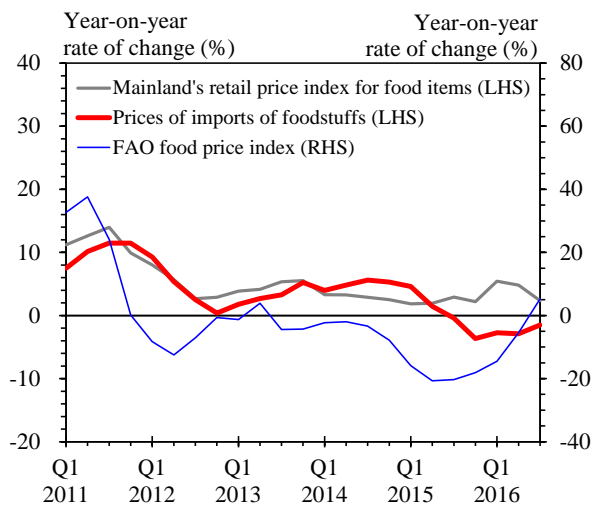 Year-on-year
rate of change (%)
Year-on-year
rate of change (%)
Mainland's retail price index for food items (LHS)
Prices of imports of foodstuffs (LHS)
FAO food price index (RHS)
40
30
20
10
0
-10
-20
80
60
40
20
0
-20
-40
Q1 Q1 Q1 Q1 Q1 Q1
2011 2012 2013 2014 2015 2016